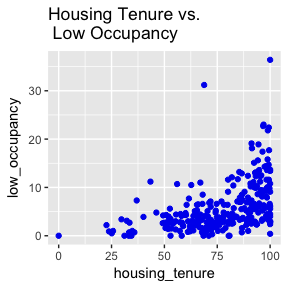 Housing Tenure vs.
Low Occupancy
30
20
10
0
low_occupancy
0 25 50 75 100
housing_tenure